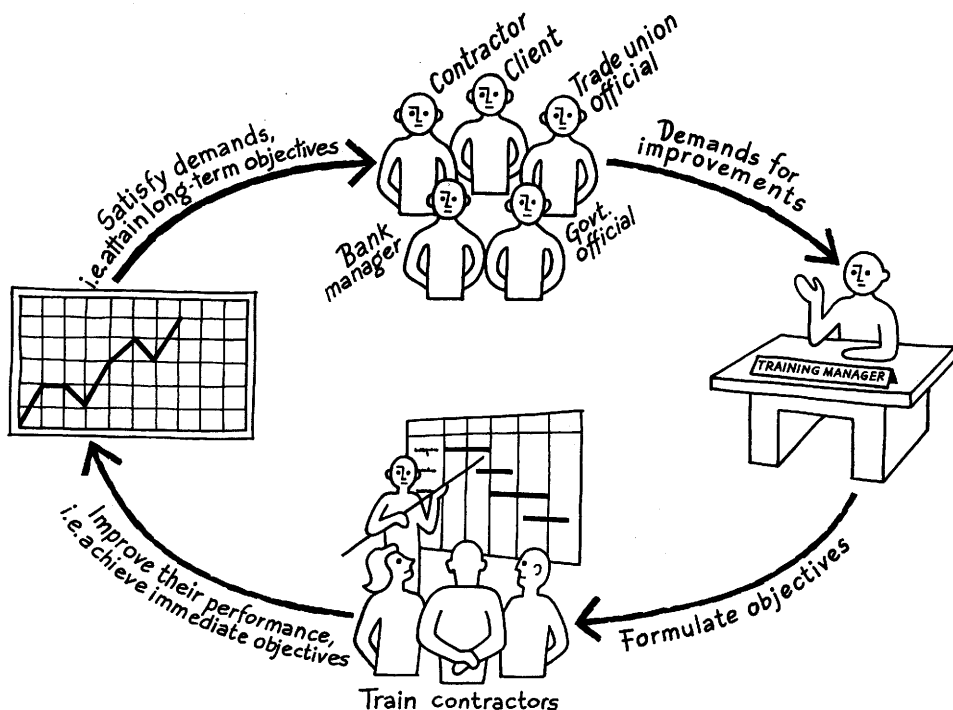 Contractor
Client
Trade union
official
Bank
manager
Govt.
official
Demands for
improvements
TRAINING MANAGER
Formulate objectives
Train contractors
Improve their performance,
i.e. achieve immediate objectives
Satisfy demands,
i.e. attain long-term objectives